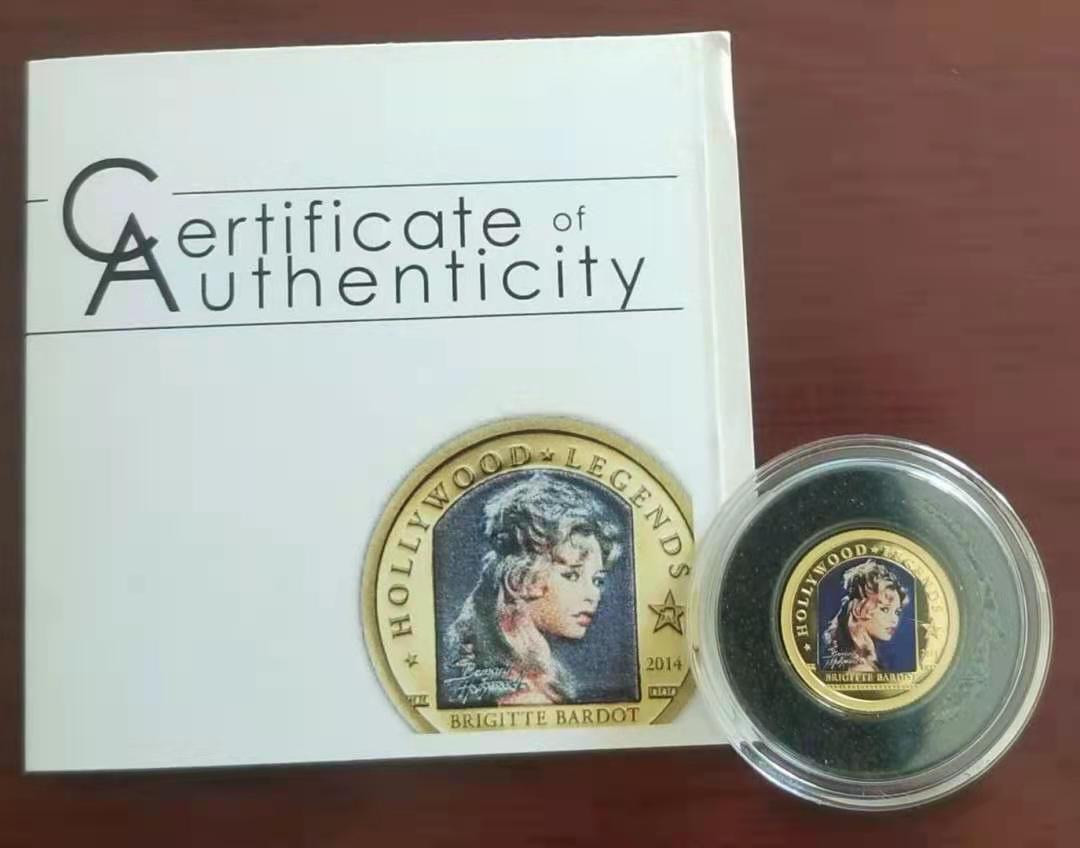 Certificate of
Authenticity
HOLLYWOOD ★ LEGENDS
2014
BRIGITTE BARDOT
HOLLYWOOD ★ LEGENDS
BRIGITTE BARDOT